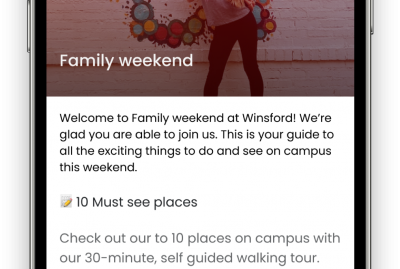 Family weekend
Welcome to Family weekend at Winsford! We’re
glad you are able to join us. This is your guide to
all the exciting things to do and see on campus
this weekend.
📝 10 Must see places
Check out our to 10 places on campus with
our 30-minute, self guided walking tour.